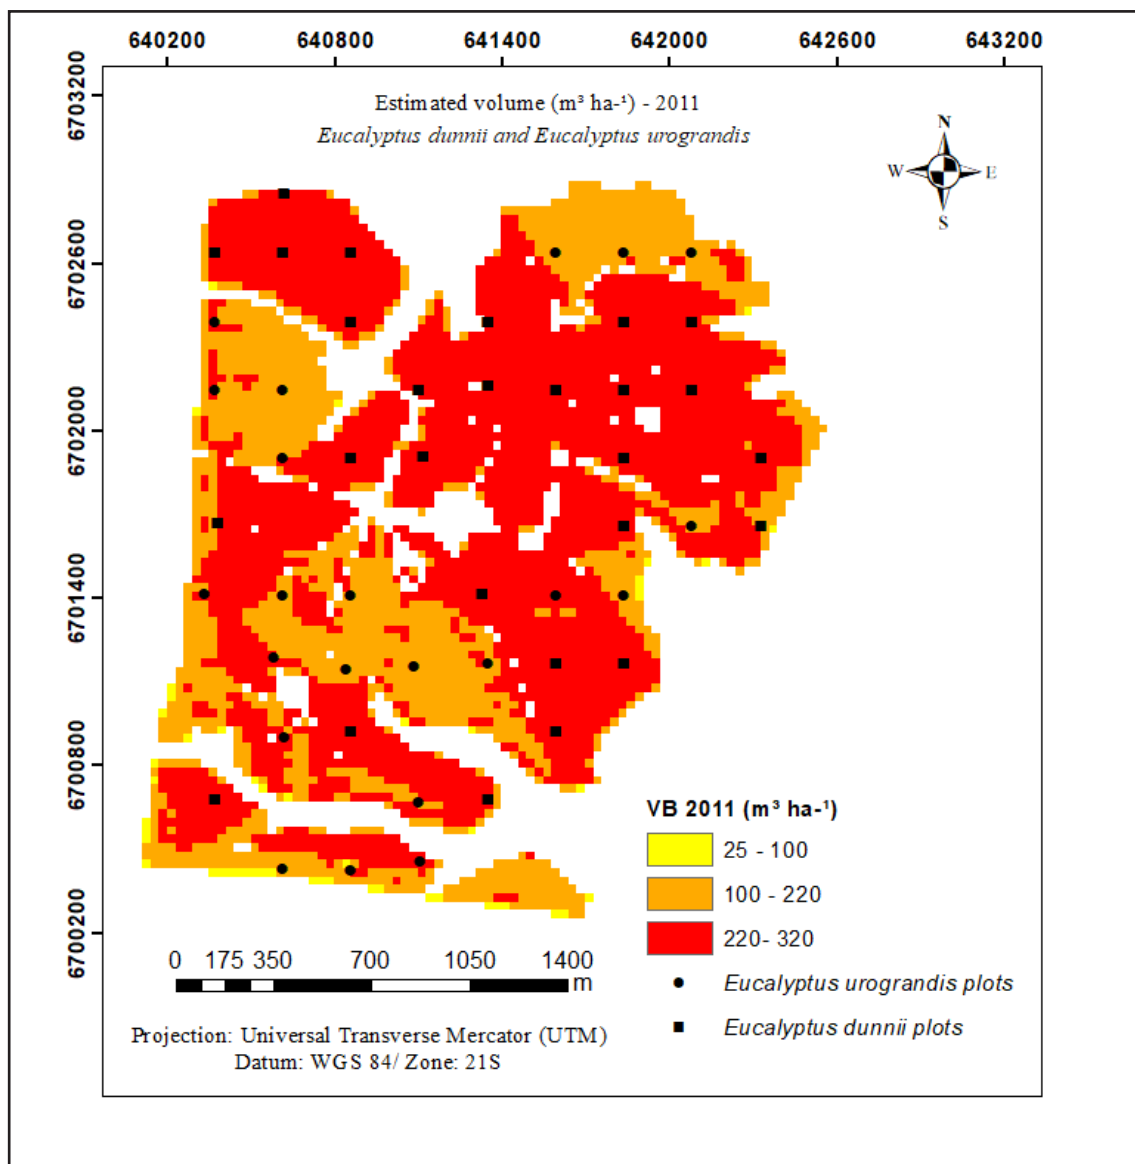 640200 640800 641400 642000 642600 643200
6703200
6702600
6702000
6701400
6700800
6700200
Estimated volume (m³ ha-¹) - 2011
Eucalyptus dunnii and Eucalyptus urograndis
N
W E
S
VB 2011 (m³ ha-¹)
25 - 100
100 - 220
220- 320
Eucalyptus urograndis plots
Eucalyptus dunnii plots
0 175 350 700 1050 1400
m
Projection: Universal Transverse Mercator (UTM)
Datum: WGS 84/ Zone: 21S